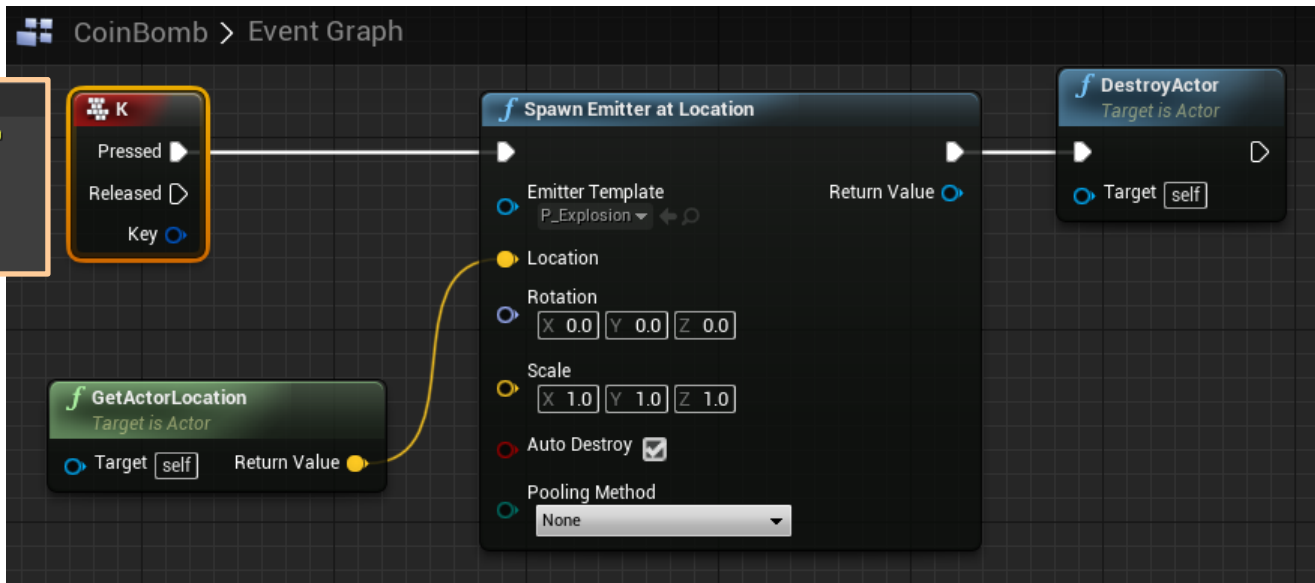 CoinBomb > Event Graph
K
Pressed
Released
Key
f Spawn Emitter at Location
Emitter Template
P_Explosion
Return Value
Location
Rotation
X 0.0 Y 0.0 Z 0.0
Scale
X 1.0 Y 1.0 Z 1.0
Auto Destroy
Pooling Method
None
f DestroyActor
Target is Actor
Target self
f GetActorLocation
Target is Actor
Target self Return Value